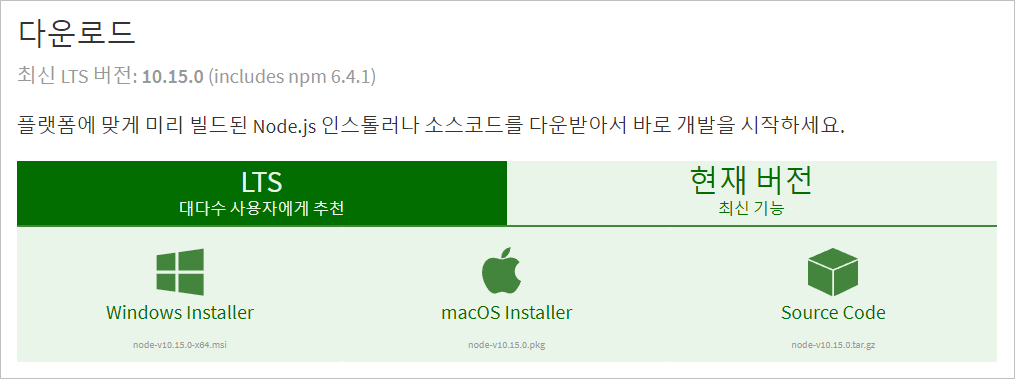 다운로드
최신 LTS 버전: 10.15.0 (includes npm 6.4.1)
플랫폼에 맞게 미리 빌드된 Node.js 인스톨러나 소스코드를 다운받아서 바로 개발을 시작하세요.
LTS
대다수 사용자에게 추천
현재 버전
최신 기능
Windows Installer
macOS Installer
Source Code
node-v10.15.0-x64.msi
node-v10.15.0.pkg
node-v10.15.0.tar.gz